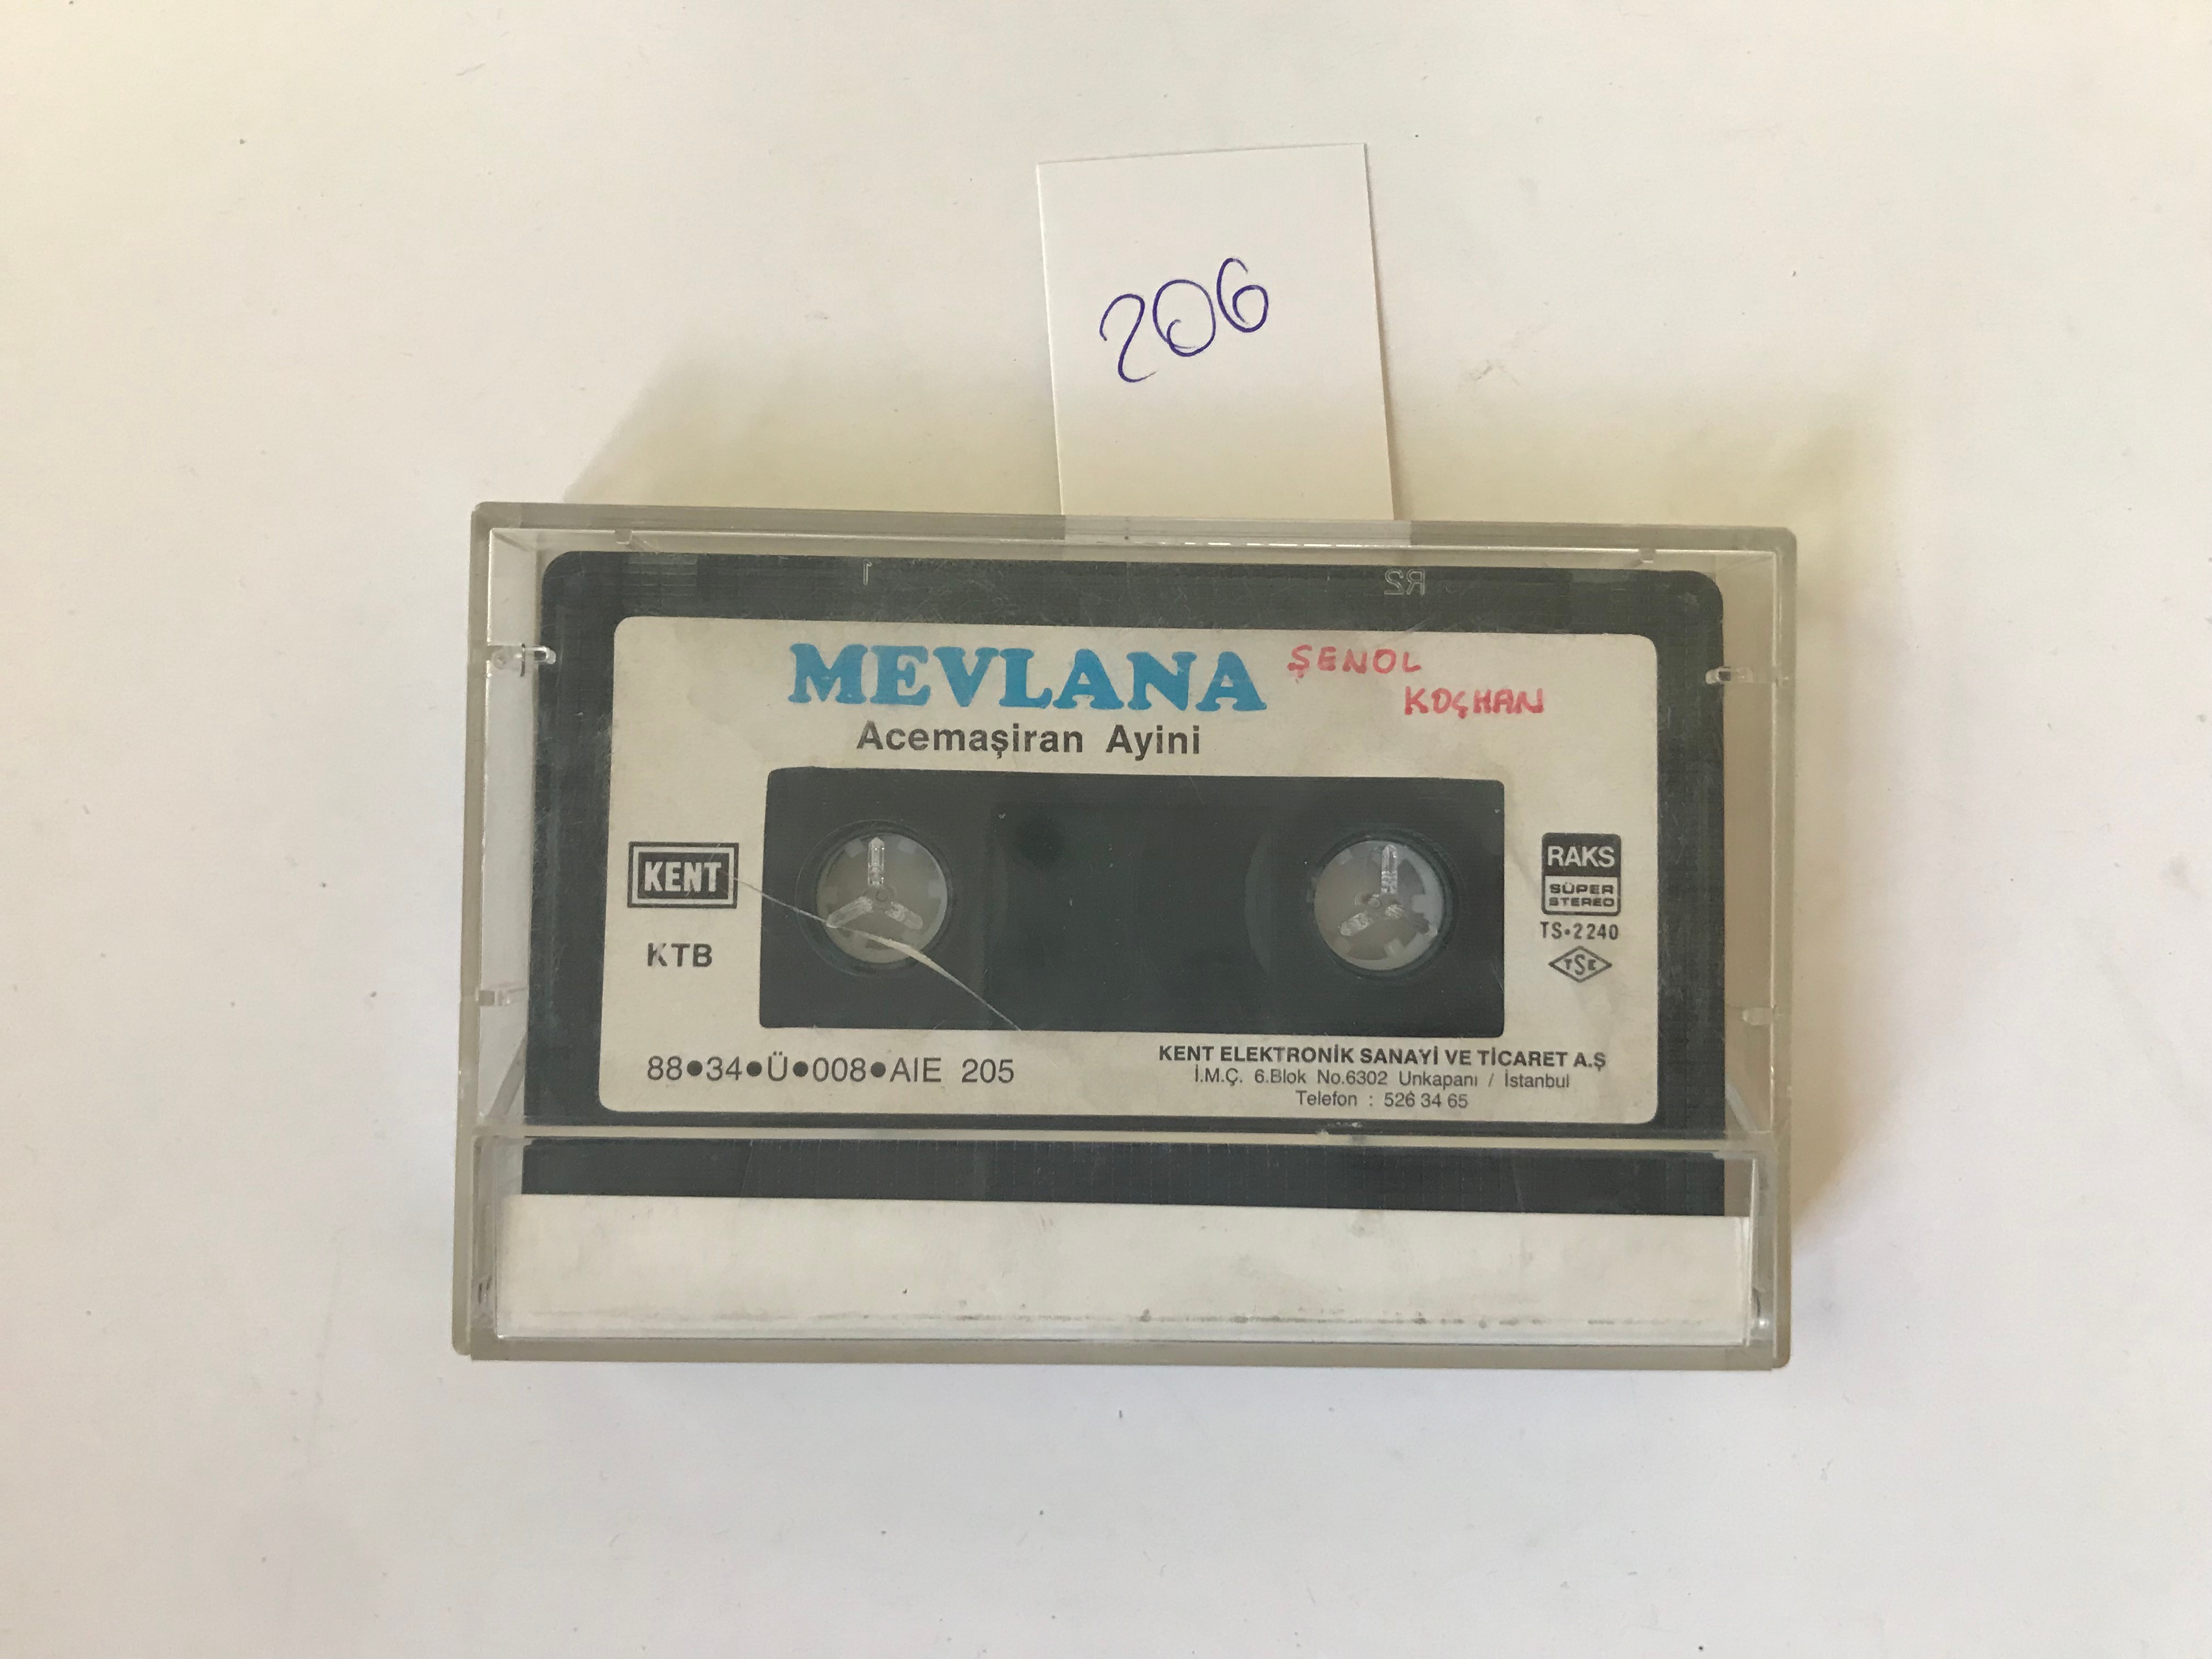 206
1
R2
MEVLANA
ŞENOL
KOÇHAN
Acemaşiran Ayini
KENT
KTB
RAKS
SÜPER
STEREO
TS•2240
TSE
88●34●Ü●008●AIE 205
KENT ELEKTRONİK SANAYİ VE TİCARET A.Ş
İ.M.Ç. 6.Blok No.6302 Unkapanı / İstanbul
Telefon : 526 34 65